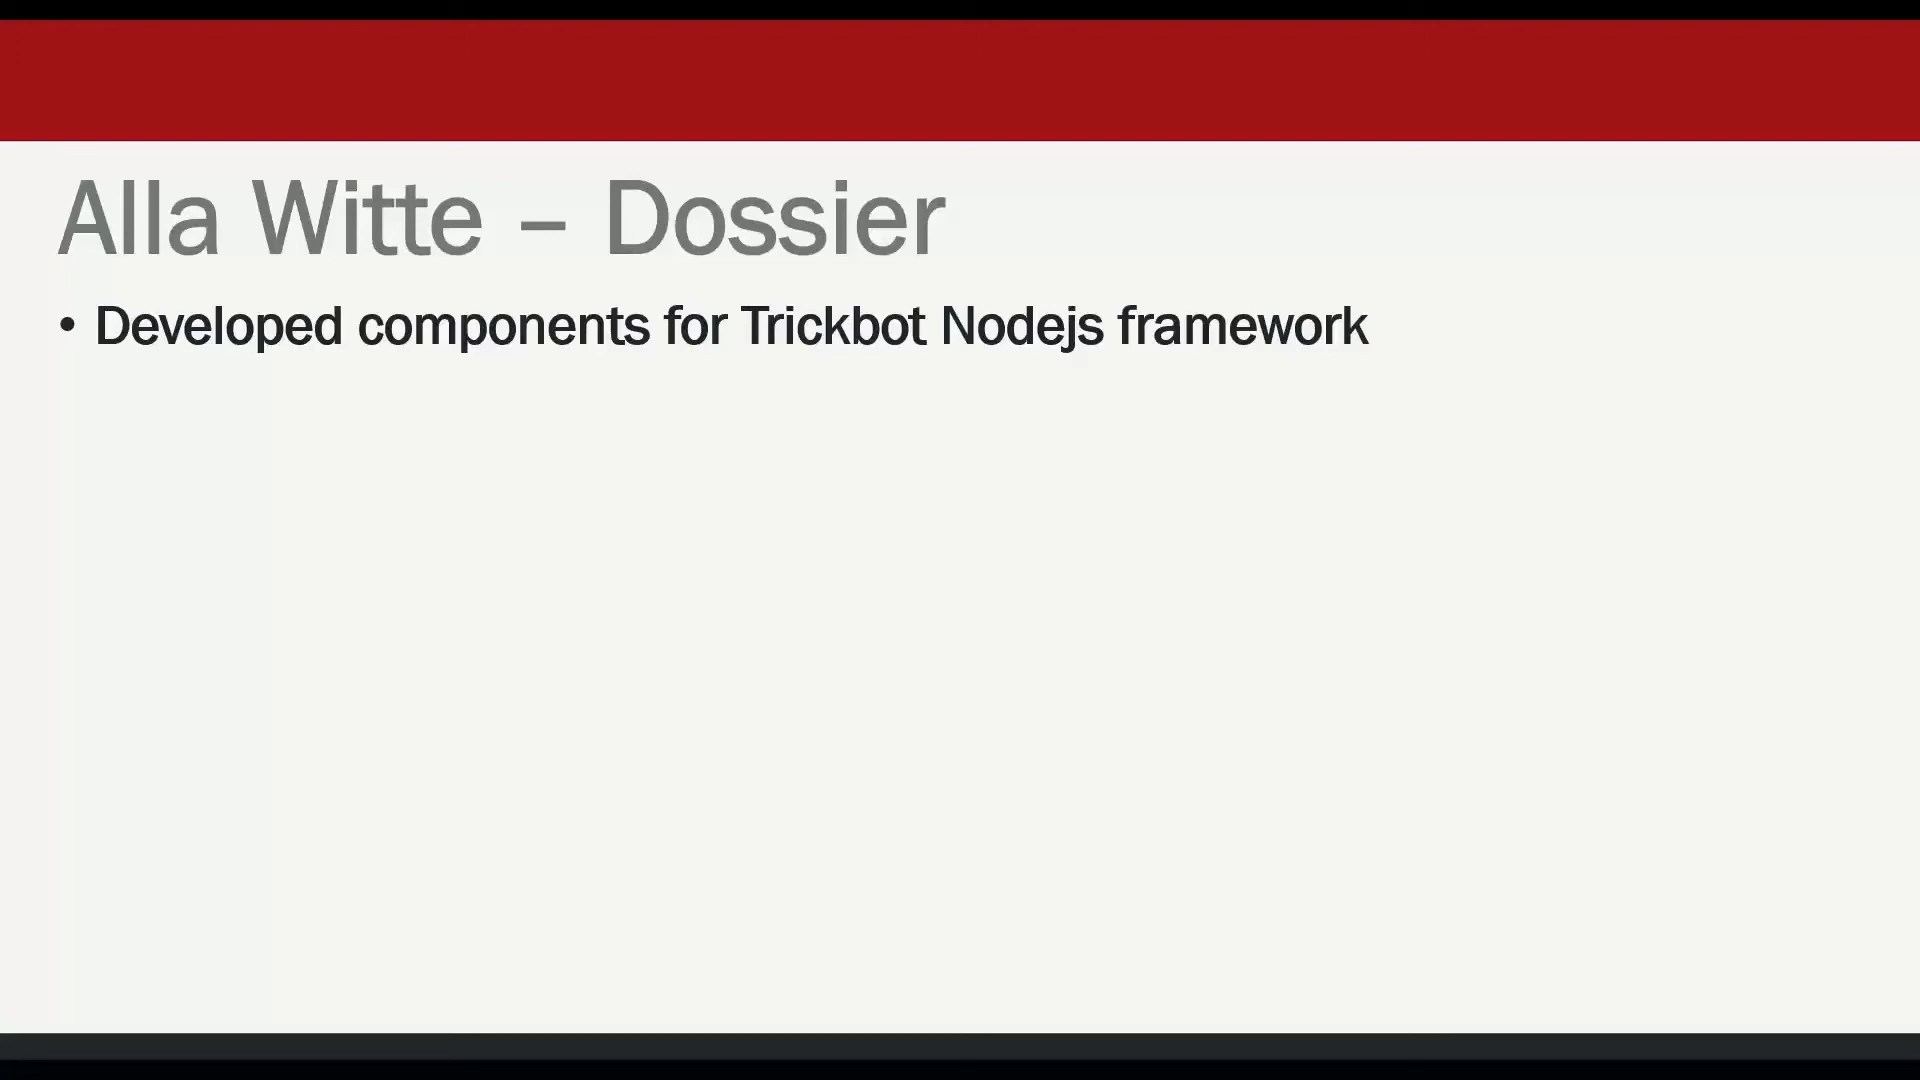 Alla Witte – Dossier
• Developed components for Trickbot Nodejs framework